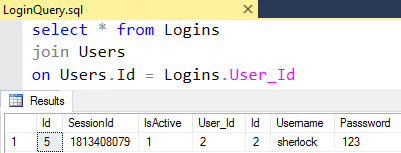 LoginQuery.sql
select * from Logins
join Users
on Users.Id = Logins.User_Id
Results
Id SessionId IsActive User_Id Id Username Passsword
1 5 1813408079 1 2 2 sherlock 123